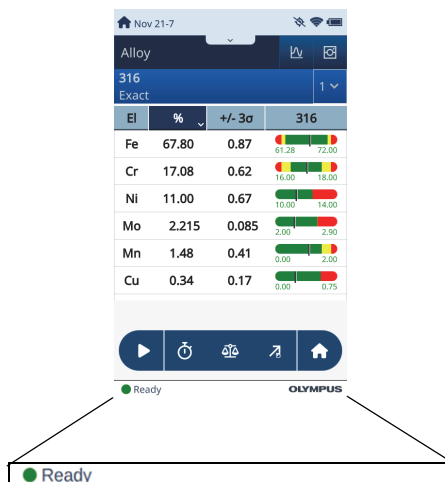 Nov 21-7
Alloy
316
Exact
1
El % +/- 3σ 316
Fe 67.80 0.87 61.28 72.00
Cr 17.08 0.62 16.00 18.00
Ni 11.00 0.67 10.00 14.00
Mo 2.215 0.085 2.00 2.90
Mn 1.48 0.41 0.00 2.00
Cu 0.34 0.17 0.00 0.75
Ready OLYMPUS
Ready